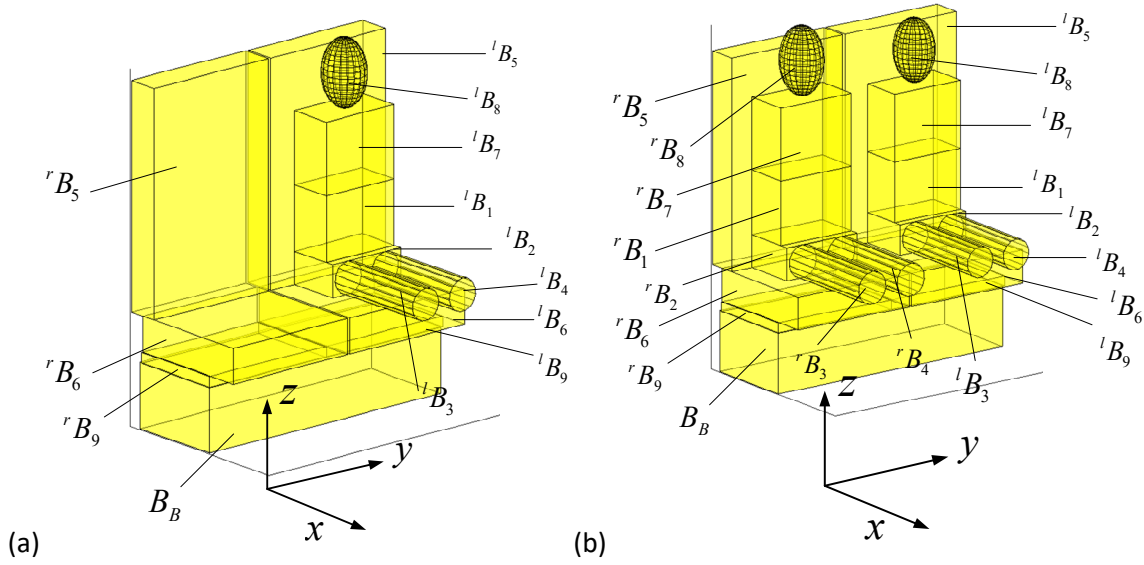 ^lB_5
^lB_8
^lB_7
^rB_5
^lB_1
^lB_2
^lB_4
^lB_6
^rB_6
^lB_9
^lB_3
^rB_9
z
y
B_B
x
(a)
^lB_5
^lB_8
^rB_5
^lB_7
^rB_8
^rB_7
^lB_1
^rB_1
^lB_2
^lB_4
^rB_2
^lB_6
^rB_6
^lB_9
^rB_9
^rB_3
^rB_4
^lB_3
z
B_B
y
x
(b)